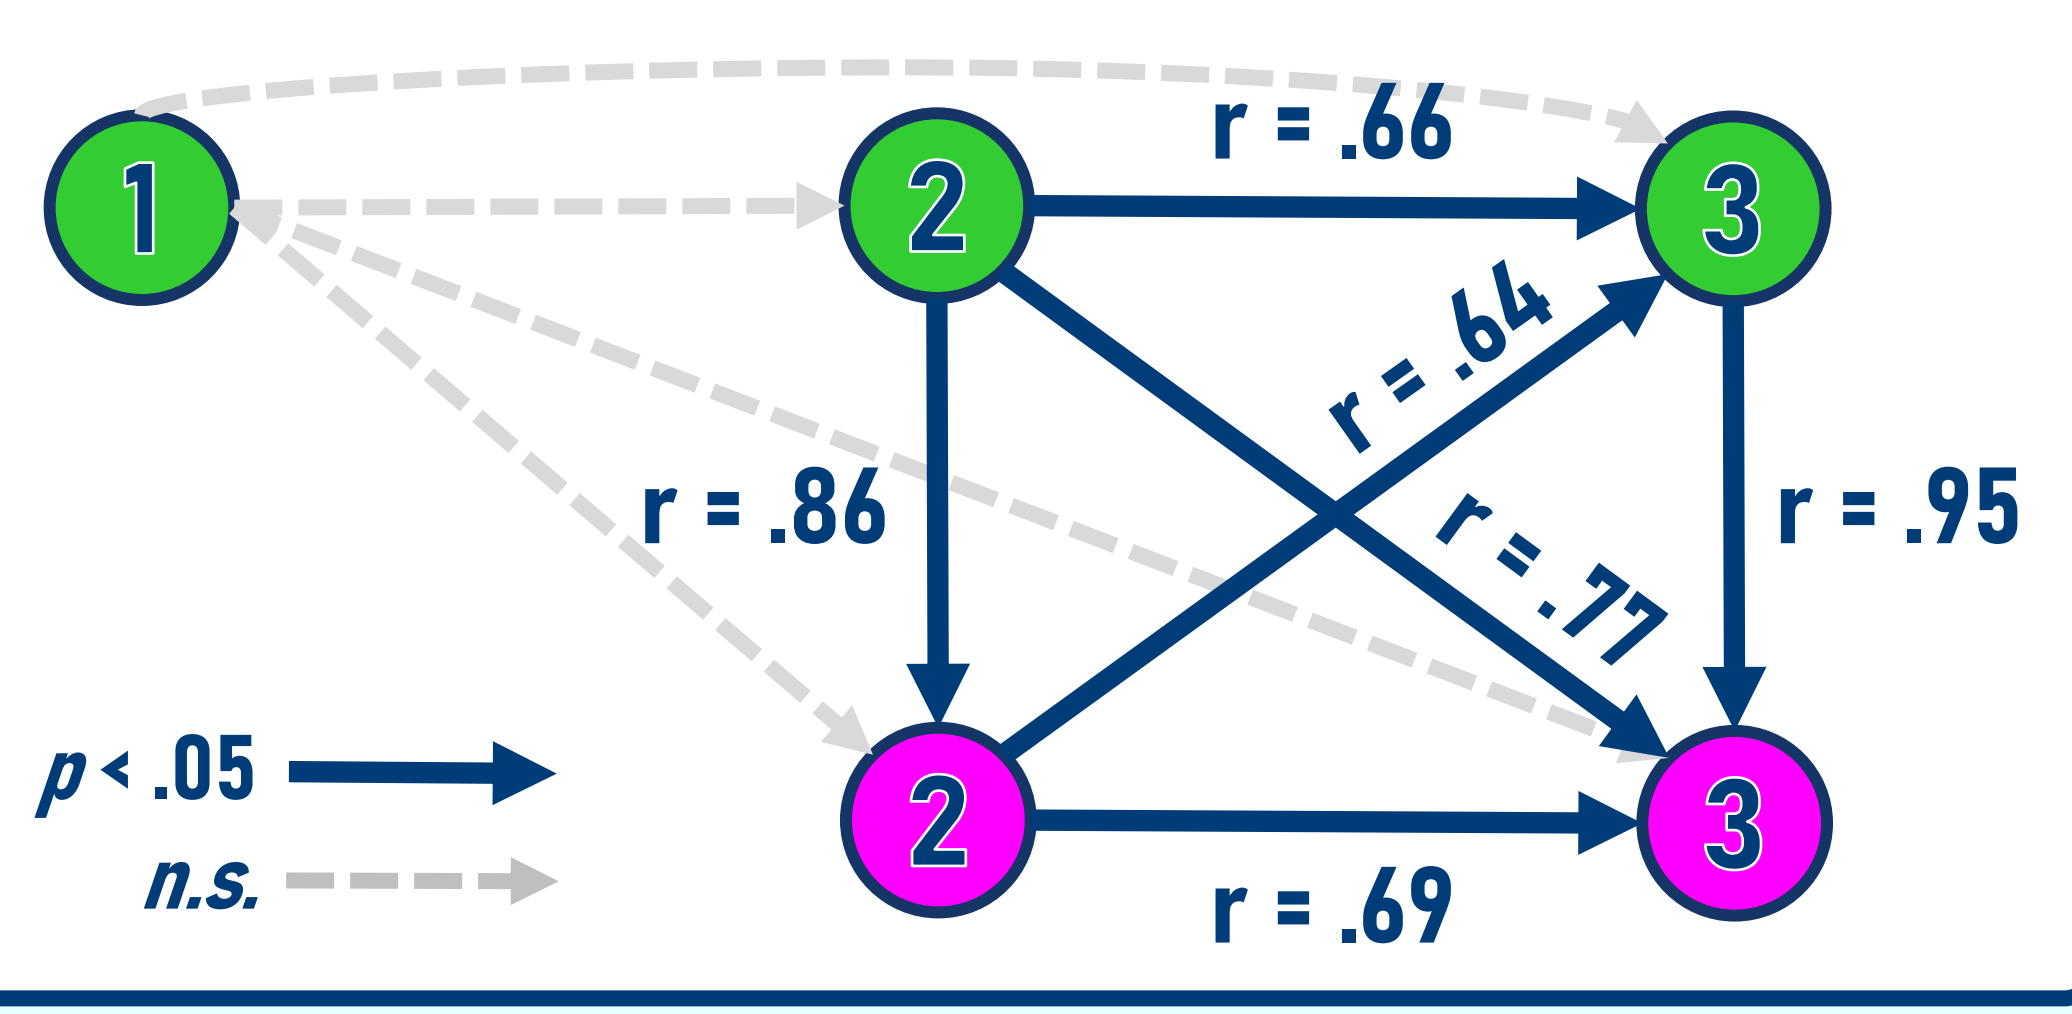 r = .66
1
2
3
r = .64
r = .86
r = .77
r = .95
p < .05
2
3
n.s.
r = .69